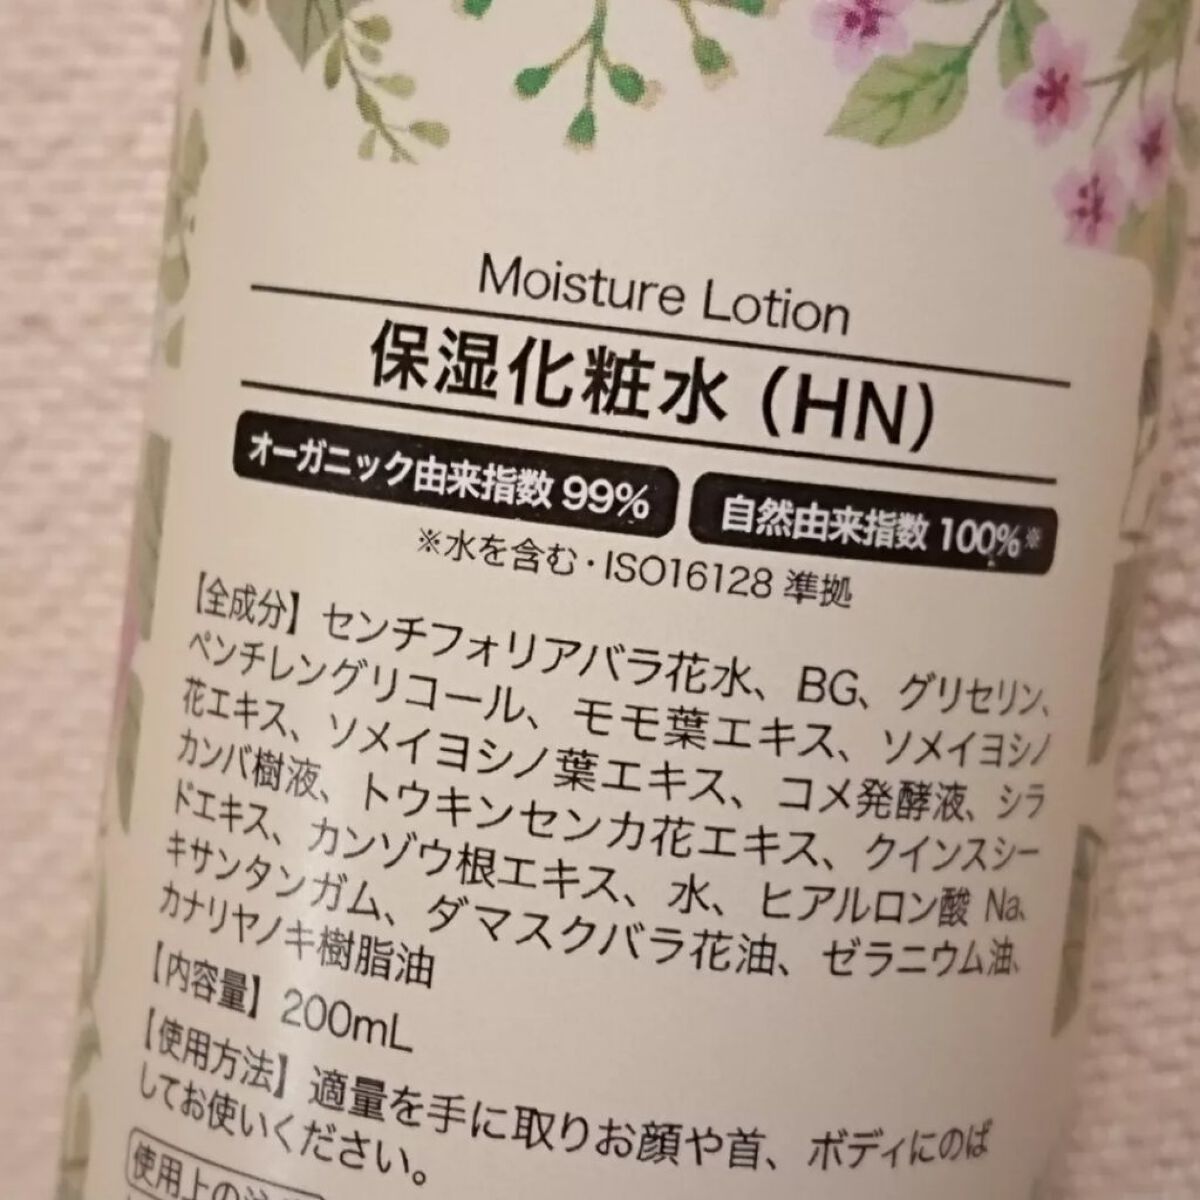 Moisture Lotion
保湿化粧水（HN）
オーガニック由来指数 99% 自然由来指数 100%※
※水を含む・ISO16128 準拠
【全成分】センチフォリアバラ花水、BG、グリセリン、
ペンチレングリコール、モモ葉エキス、ソメイヨシノ
花エキス、ソメイヨシノ葉エキス、コメ発酵液、シラ
カンバ樹液、トウキンセンカ花エキス、クインスシー
ドエキス、カンゾウ根エキス、水、ヒアルロン酸 Na、
キサンタンガム、ダマスクバラ花油、ゼラニウム油、
カナリヤノキ樹脂油
【内容量】200mL
【使用方法】適量を手に取りお顔や首、ボディにのば
してお使いください。
使用上の注